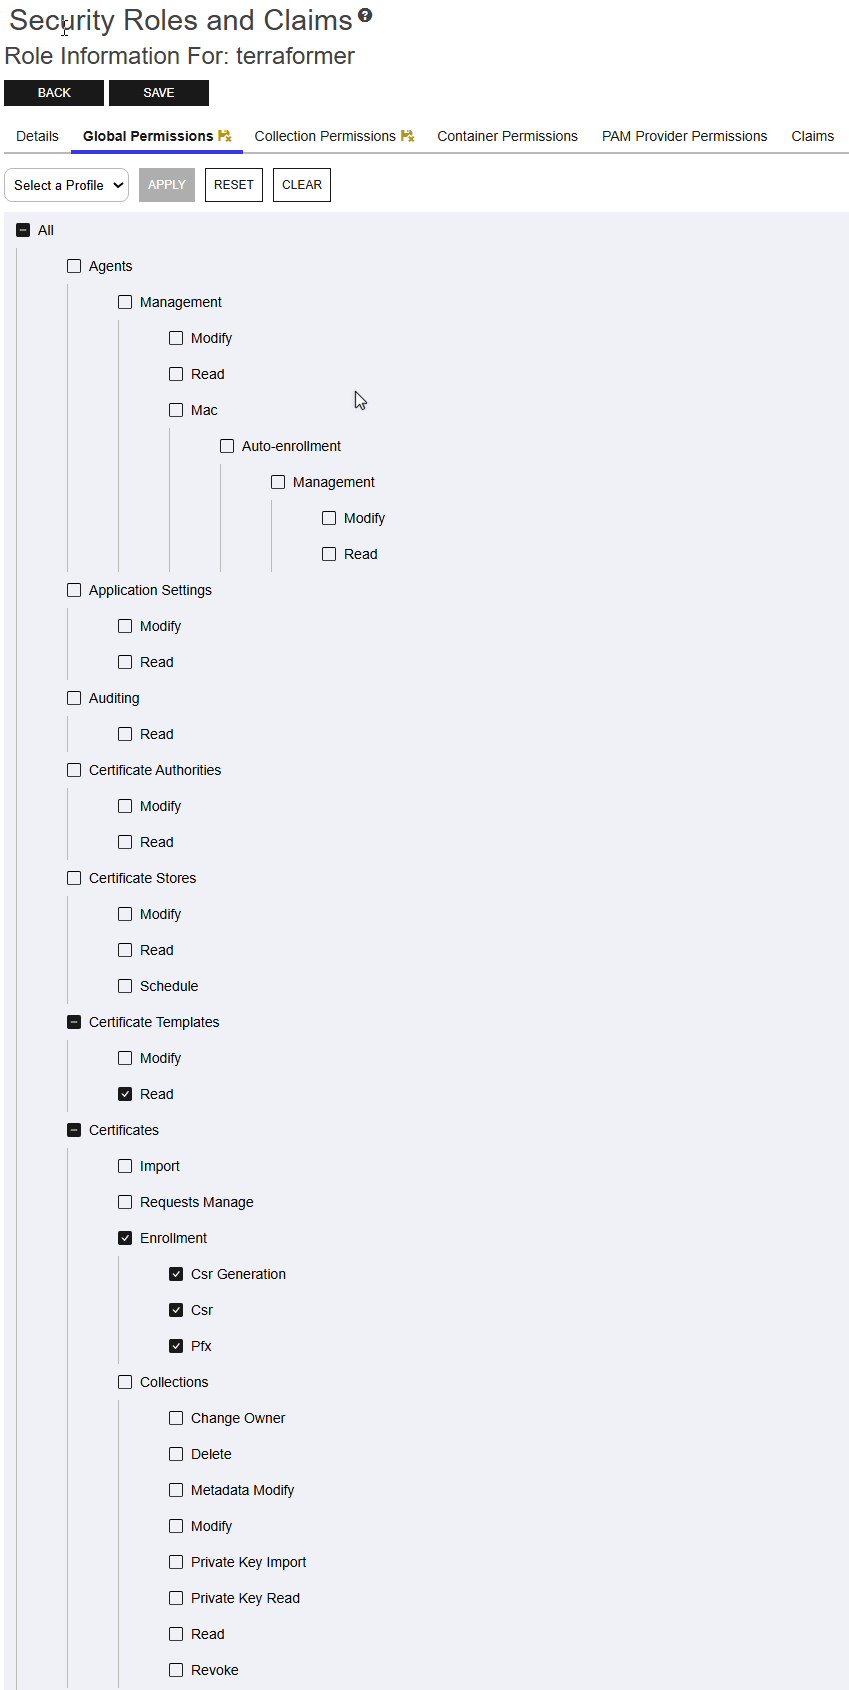 Security Roles and Claims ?
Role Information For: terraformer
BACK SAVE
Details Global Permissions Collection Permissions Container Permissions PAM Provider Permissions Claims
Select a Profile APPLY RESET CLEAR
All
Agents
Management
Modify
Read
Mac
Auto-enrollment
Management
Modify
Read
Application Settings
Modify
Read
Auditing
Read
Certificate Authorities
Modify
Read
Certificate Stores
Modify
Read
Schedule
Certificate Templates
Modify
Read
Certificates
Import
Requests Manage
Enrollment
Csr Generation
Csr
Pfx
Collections
Change Owner
Delete
Metadata Modify
Modify
Private Key Import
Private Key Read
Read
Revoke